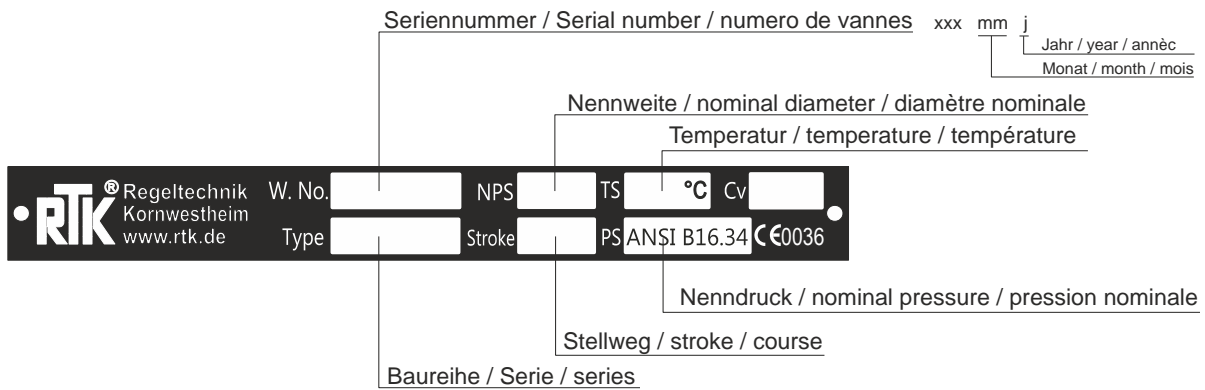 Seriennummer / Serial number / numero de vannes xxx mm j
Jahr / year / annèc
Monat / month / mois
Nennweite / nominal diameter / diamètre nominale
Temperatur / temperature / température
RTK ® Regeltechnik
Kornwestheim
www.rtk.de
W. No. NPS TS °C Cv
Type Stroke PS ANSI B16.34 CE0036
Nenndruck / nominal pressure / pression nominale
Stellweg / stroke / course
Baureihe / Serie / series